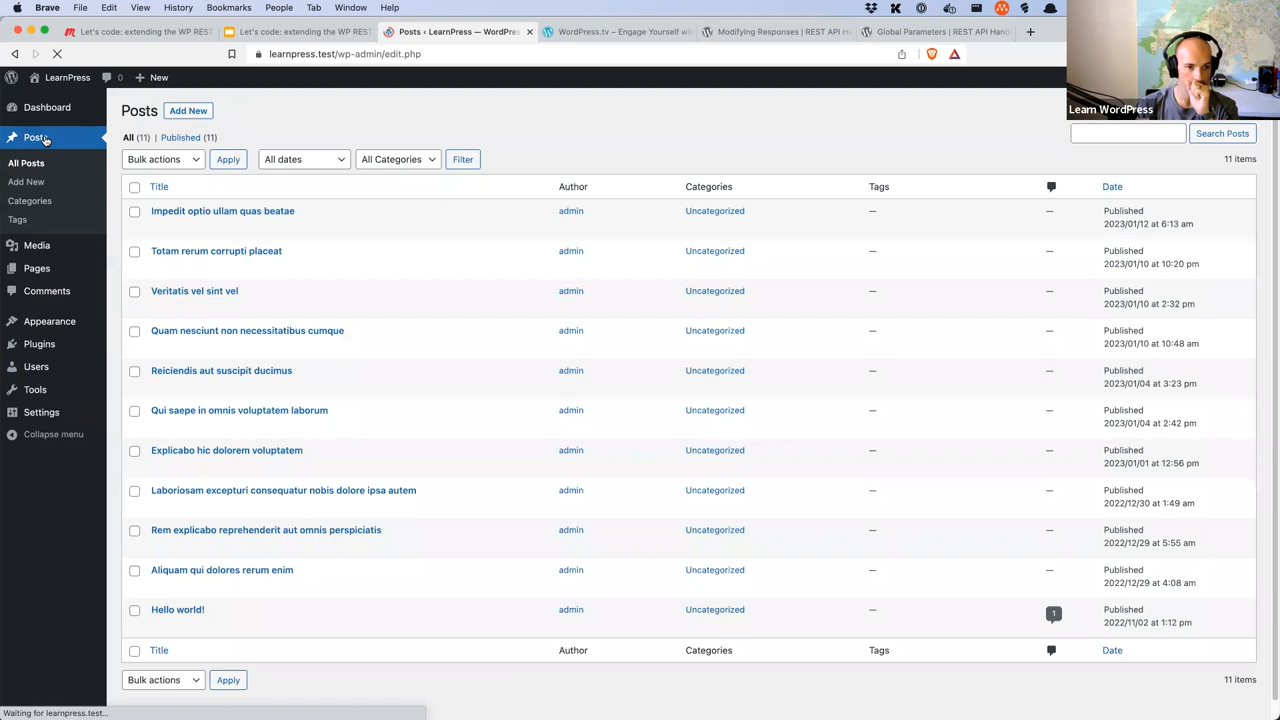 Brave File Edit View History Bookmarks People Tab Window Help
Let's code: extending the WP REST
Let's code: extending the WP REST
Posts ‹ LearnPress — WordPress
WordPress.tv – Engage Yourself wi
Modifying Responses | REST API H
Global Parameters | REST API Hand
learnpress.test/wp-admin/edit.php
LearnPress 0 New
Learn WordPress
Dashboard
Posts
All Posts
Add New
Categories
Tags
Media
Pages
Comments
Appearance
Plugins
Users
Tools
Settings
Collapse menu
Posts Add New
All (11) | Published (11)
Search Posts
Bulk actions Apply All dates All Categories Filter 11 items
Title Author Categories Tags Date
Impedit optio ullam quas beatae admin Uncategorized — — Published
2023/01/12 at 6:13 am
Totam rerum corrupti placeat admin Uncategorized — — Published
2023/01/10 at 10:20 pm
Veritatis vel sint vel admin Uncategorized — — Published
2023/01/10 at 2:32 pm
Quam nesciunt non necessitatibus cumque admin Uncategorized — — Published
2023/01/10 at 10:48 am
Reiciendis aut suscipit ducimus admin Uncategorized — — Published
2023/01/04 at 3:23 pm
Qui saepe in omnis voluptatem laborum admin Uncategorized — — Published
2023/01/04 at 2:42 pm
Explicabo hic dolorem voluptatem admin Uncategorized — — Published
2023/01/01 at 12:56 pm
Laboriosam excepturi consequatur nobis dolore ipsa autem admin Uncategorized — — Published
2022/12/30 at 1:49 am
Rem explicabo reprehenderit aut omnis perspiciatis admin Uncategorized — — Published
2022/12/29 at 5:55 am
Aliquam qui dolores rerum enim admin Uncategorized — — Published
2022/12/29 at 4:08 am
Hello world! admin Uncategorized — 1 Published
2022/11/02 at 1:12 pm
Title Author Categories Tags Date
Bulk actions Apply 11 items
Waiting for learnpress.test...